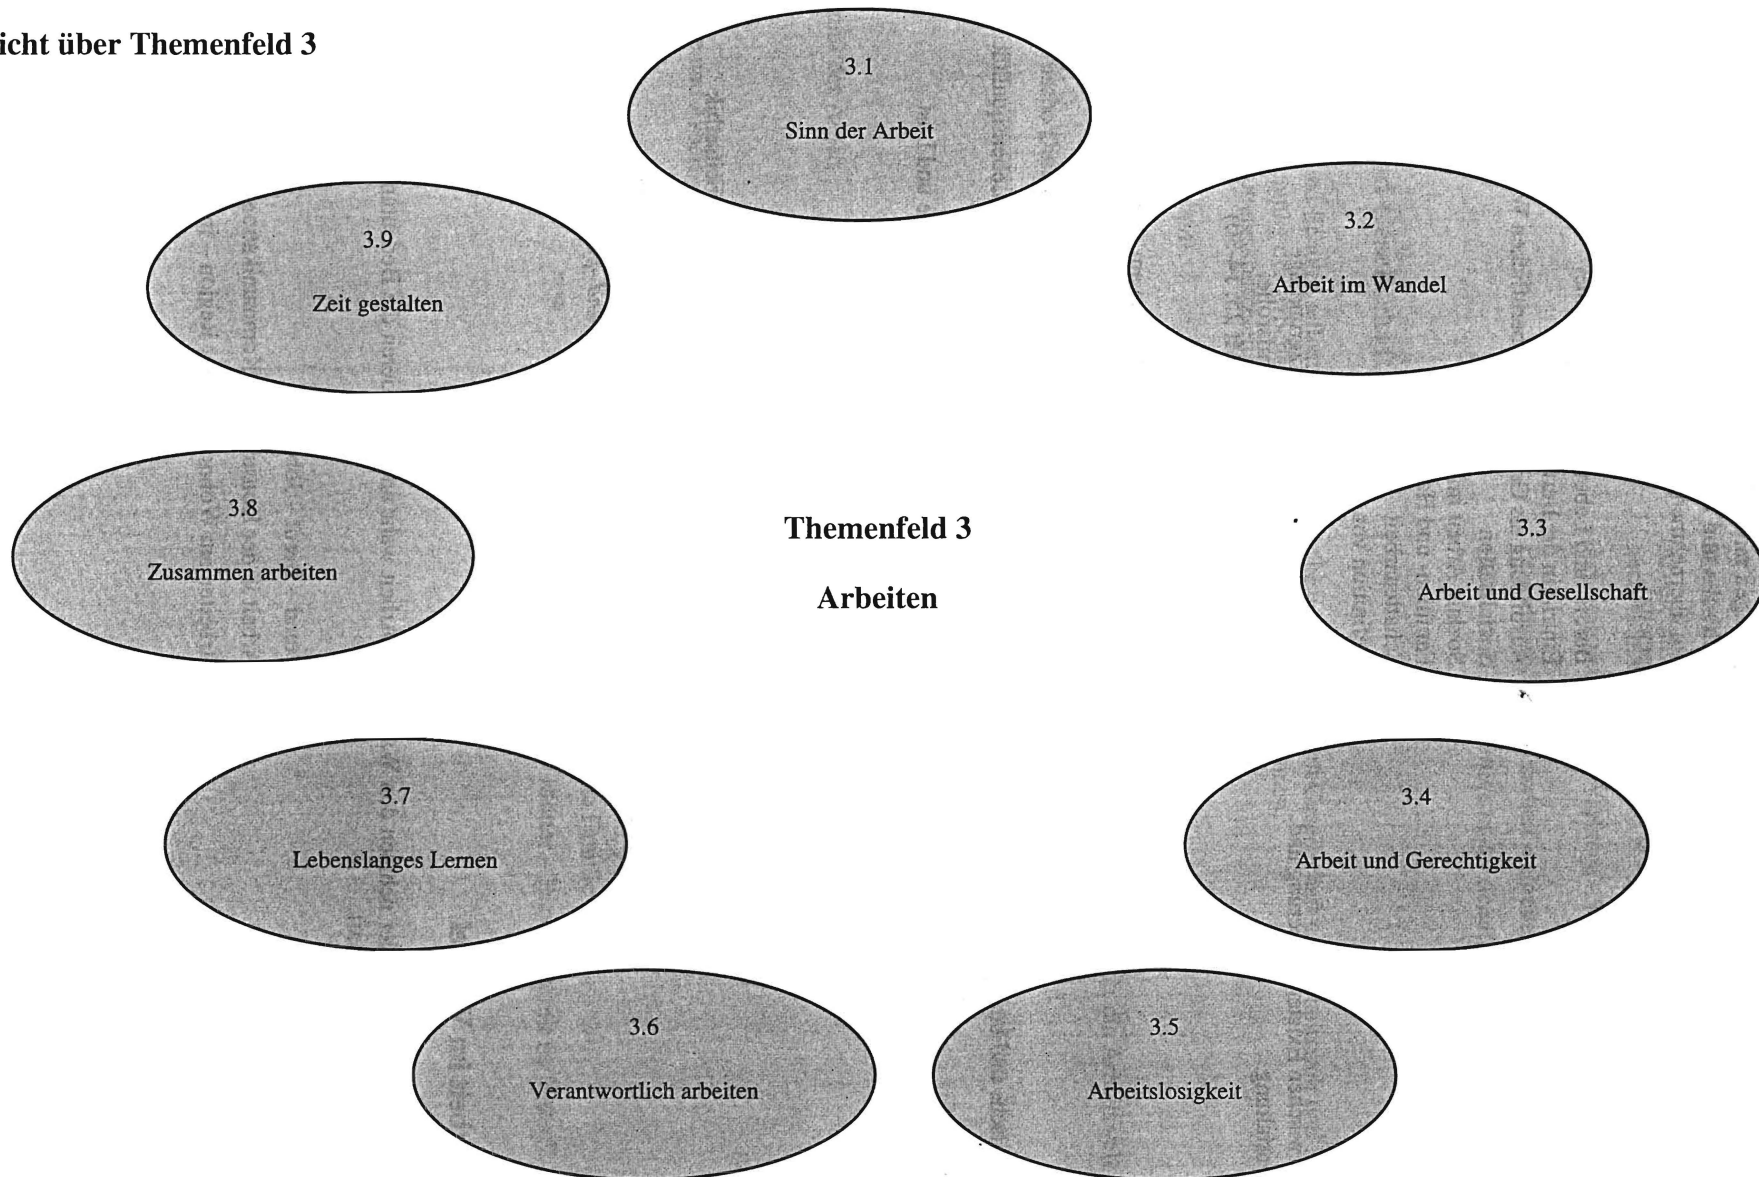 icht über Themenfeld 3
3.1
Sinn der Arbeit
3.2
Arbeit im Wandel
3.3
Arbeit und Gesellschaft
3.4
Arbeit und Gerechtigkeit
3.5
Arbeitslosigkeit
3.6
Verantwortlich arbeiten
3.7
Lebenslanges Lernen
3.8
Zusammen arbeiten
3.9
Zeit gestalten
Themenfeld 3
Arbeiten